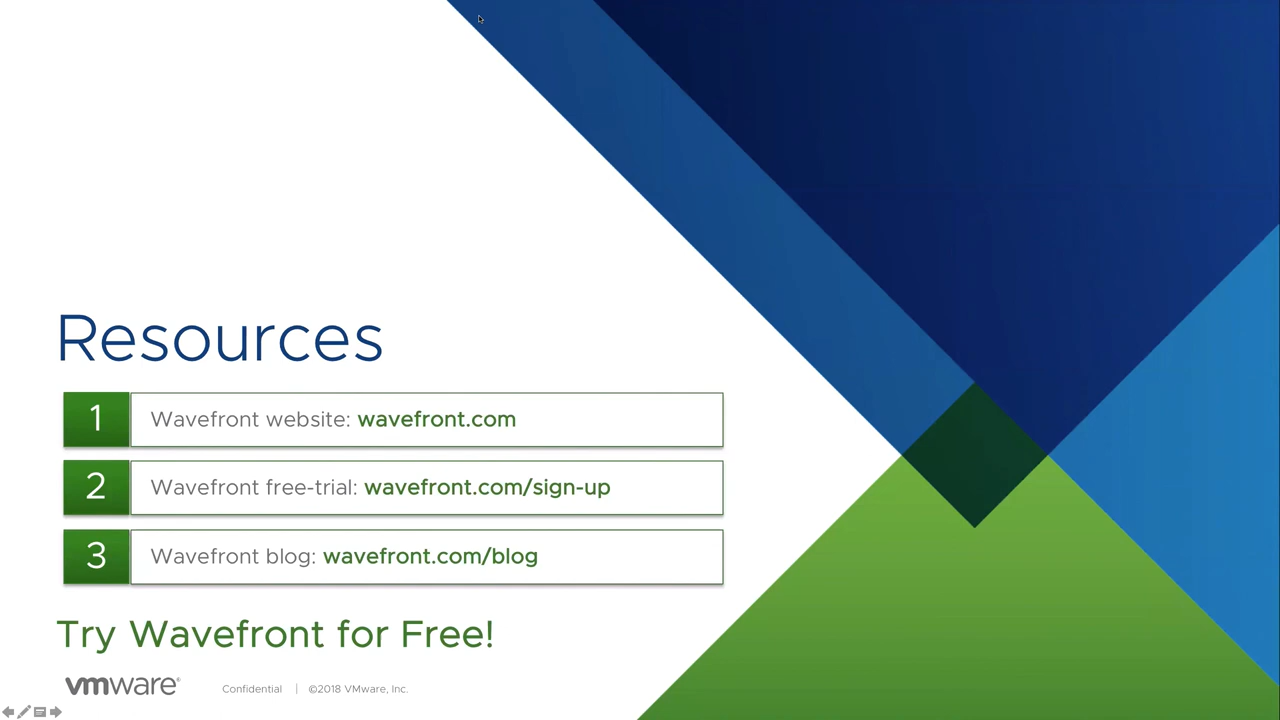 Resources
1 Wavefront website: wavefront.com
2 Wavefront free-trial: wavefront.com/sign-up
3 Wavefront blog: wavefront.com/blog
Try Wavefront for Free!
vmware® Confidential | ©2018 VMware, Inc.